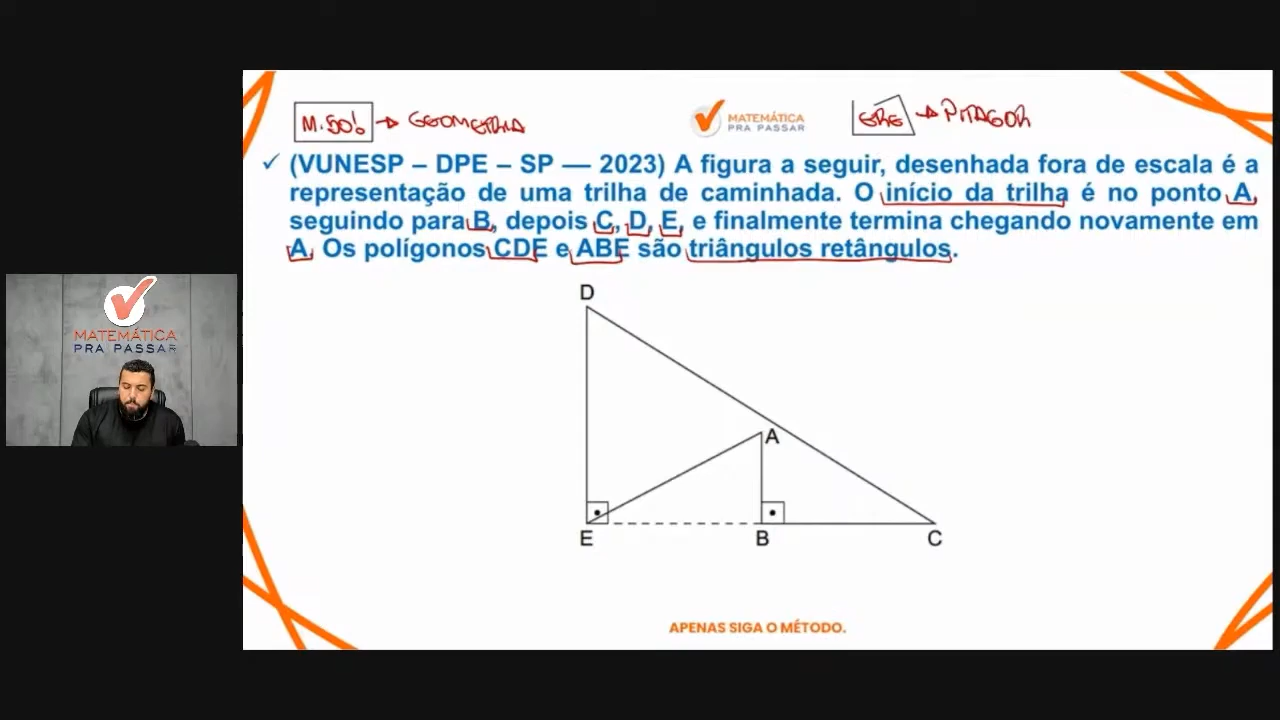 M.50! → GEOMETRIA
MATEMÁTICA
PRA PASSAR
→ PITAGOR
✓ (VUNESP – DPE – SP –– 2023) A figura a seguir, desenhada fora de escala é a
representação de uma trilha de caminhada. O início da trilha é no ponto A,
seguindo para B, depois C, D, E, e finalmente termina chegando novamente em
A. Os polígonos CDE e ABE são triângulos retângulos.
D
A
E B C
MATEMÁTICA
PRA PASSAR
APENAS SIGA O MÉTODO.